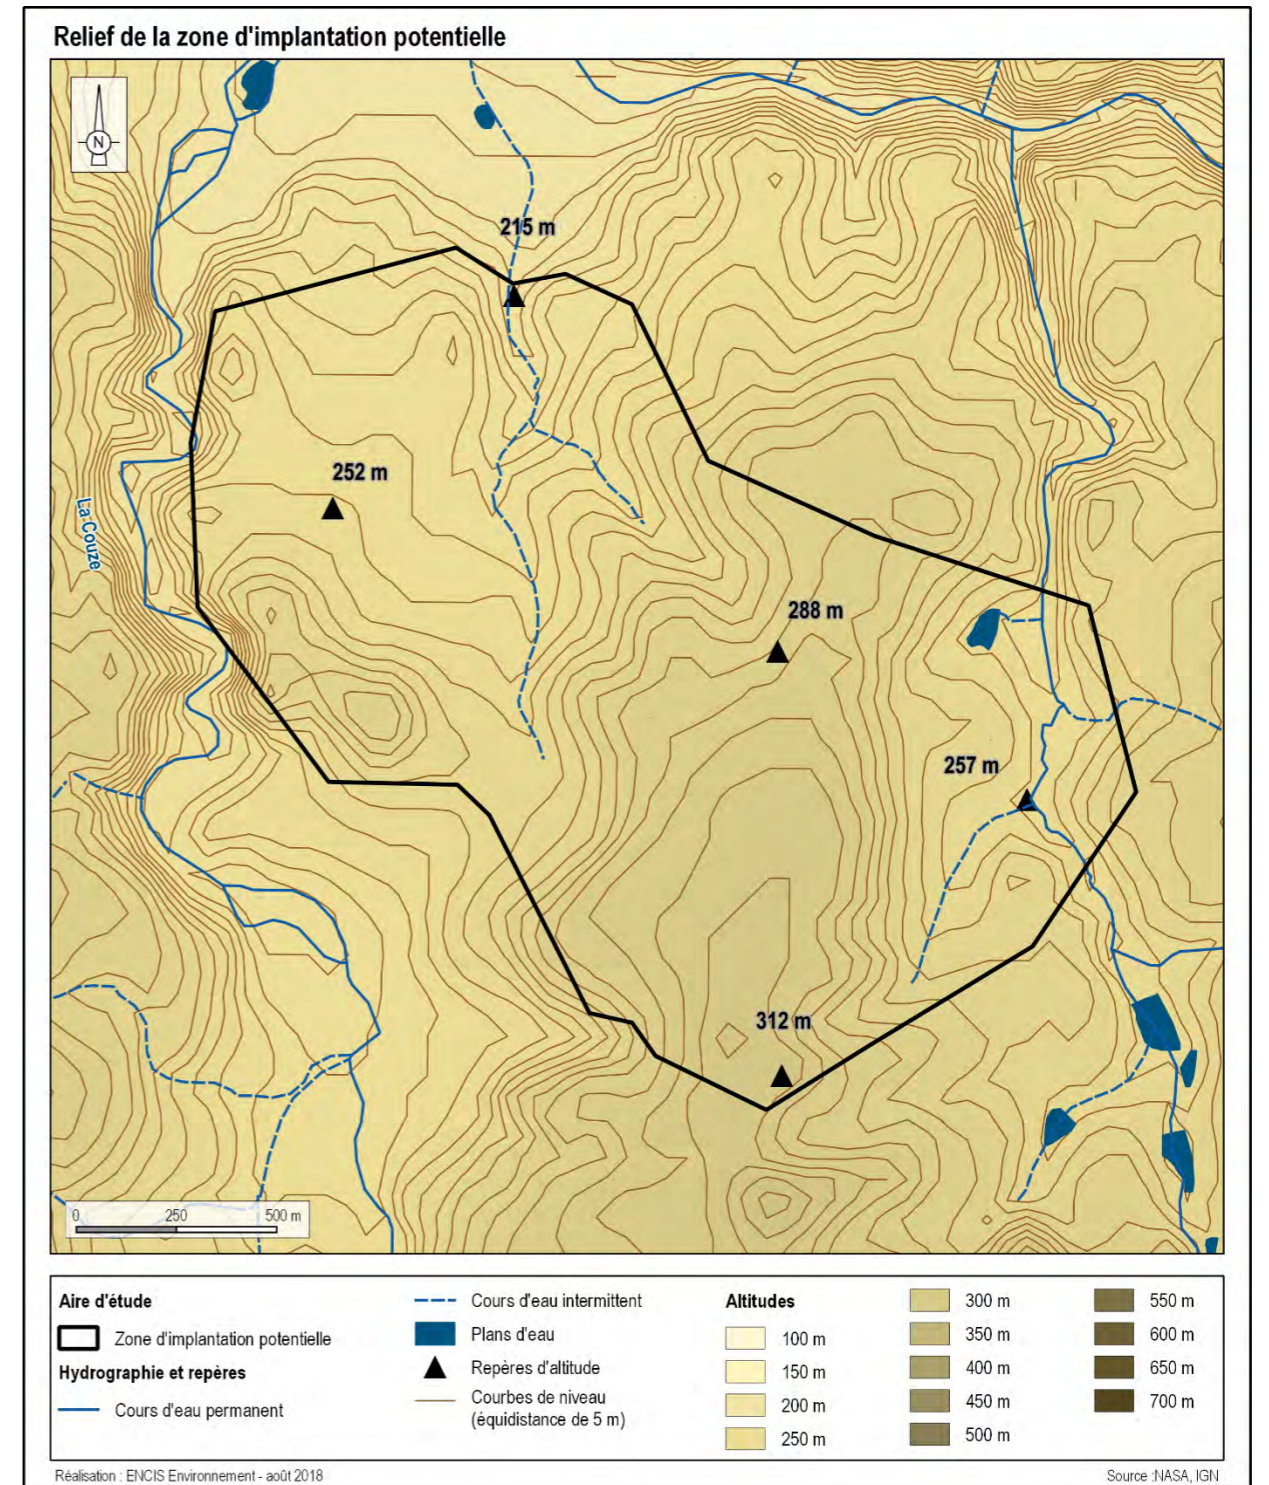 Relief de la zone d'implantation potentielle
N
215 m
252 m
La Couze
288 m
257 m
312 m
0 250 500 m
Aire d'étude
Zone d'implantation potentielle
Hydrographie et repères
Cours d'eau permanent
Cours d'eau intermittent
Plans d'eau
Repères d'altitude
Courbes de niveau
(équidistance de 5 m)
Altitudes
100 m
150 m
200 m
250 m
300 m
350 m
400 m
450 m
500 m
550 m
600 m
650 m
700 m
Réalisation : ENCIS Environnement - août 2018
Source :NASA, IGN